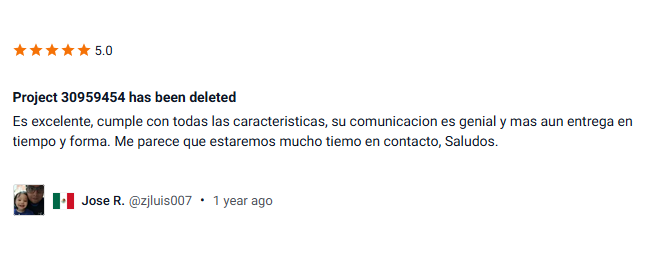 5.0
Project 30959454 has been deleted
Es excelente, cumple con todas las caracteristicas, su comunicacion es genial y mas aun entrega en
tiempo y forma. Me parece que estaremos mucho tiemo en contacto, Saludos.
Jose R. @zjluis007 • 1 year ago